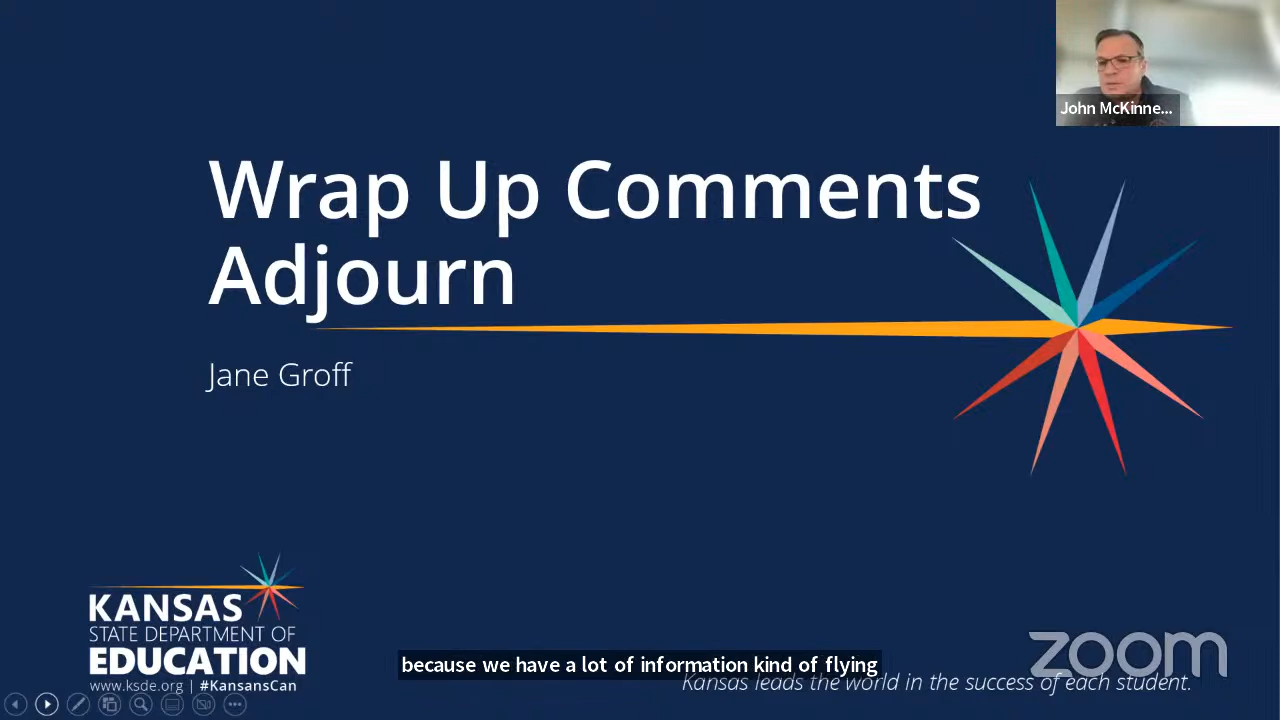 John McKinne...
Wrap Up Comments
Adjourn
Jane Groff
KANSAS
STATE DEPARTMENT OF
EDUCATION
www.ksde.org | #KansansCan
because we have a lot of information kind of flying
Kansas leads the world in the success of each student.
zoom